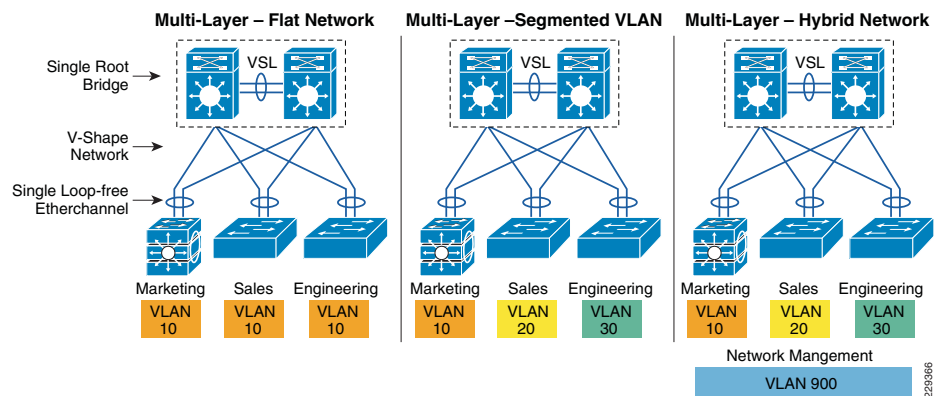 Multi-Layer – Flat Network
Multi-Layer –Segmented VLAN
Multi-Layer – Hybrid Network
Single Root
Bridge
VSL
VSL
VSL
V-Shape
Network
Single Loop-free
Etherchannel
Marketing
Sales
Engineering
VLAN
10
VLAN
10
VLAN
10
Marketing
Sales
Engineering
VLAN
10
VLAN
20
VLAN
30
Marketing
Sales
Engineering
VLAN
10
VLAN
20
VLAN
30
Network Mangement
VLAN 900
229366